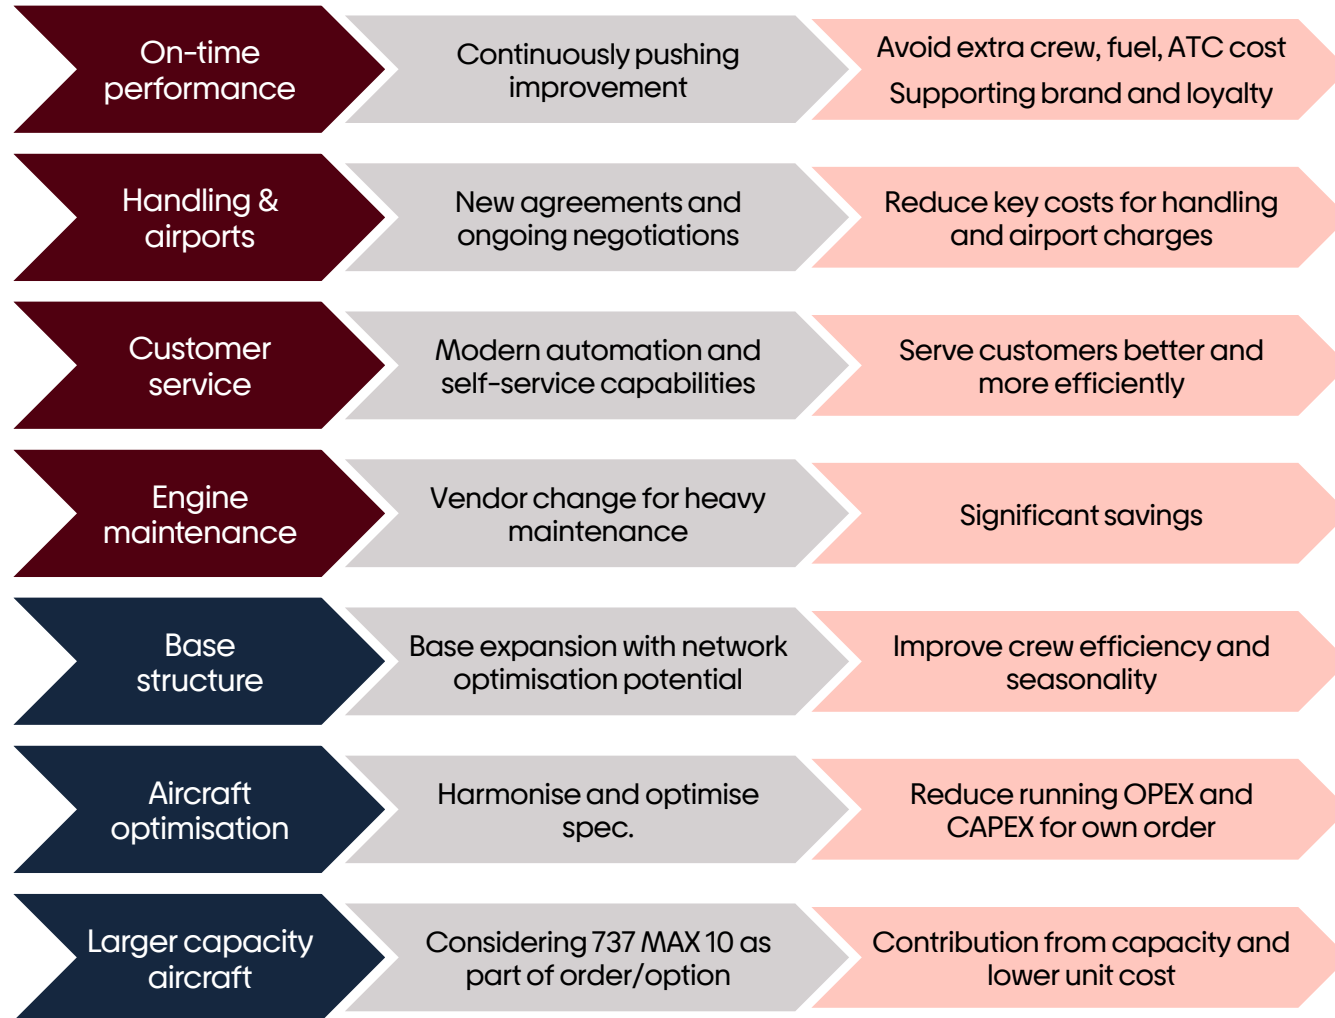 On-time
performance
Continuously pushing
improvement
Avoid extra crew, fuel, ATC cost
Supporting brand and loyalty
Handling &
airports
New agreements and
ongoing negotiations
Reduce key costs for handling
and airport charges
Customer
service
Modern automation and
self-service capabilities
Serve customers better and
more efficiently
Engine
maintenance
Vendor change for heavy
maintenance
Significant savings
Base
structure
Base expansion with network
optimisation potential
Improve crew efficiency and
seasonality
Aircraft
optimisation
Harmonise and optimise
spec.
Reduce running OPEX and
CAPEX for own order
Larger capacity
aircraft
Considering 737 MAX 10 as
part of order/option
Contribution from capacity and
lower unit cost